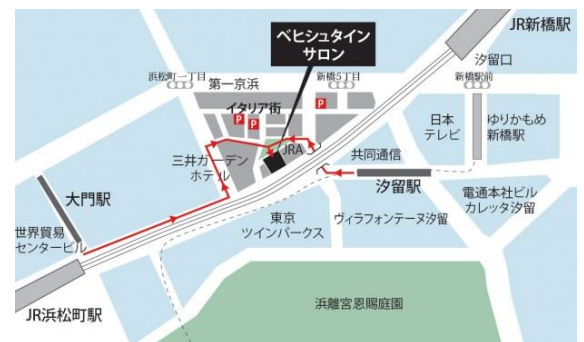 JR新橋駅
ベヒシュタイン
サロン
汐留口
浜松町一丁目
第一京浜
新橋5丁目
新橋駅前
イタリア街
P
P
P
日本
テレビ
ゆりかもめ
新橋駅
JRA
共同通信
三井ガーデン
ホテル
汐留駅
大門駅
電通本社ビル
カレッタ汐留
東京
ツインパークス
ヴィラフォンテーヌ汐留
世界貿易
センタービル
浜離宮恩賜庭園
JR浜松町駅